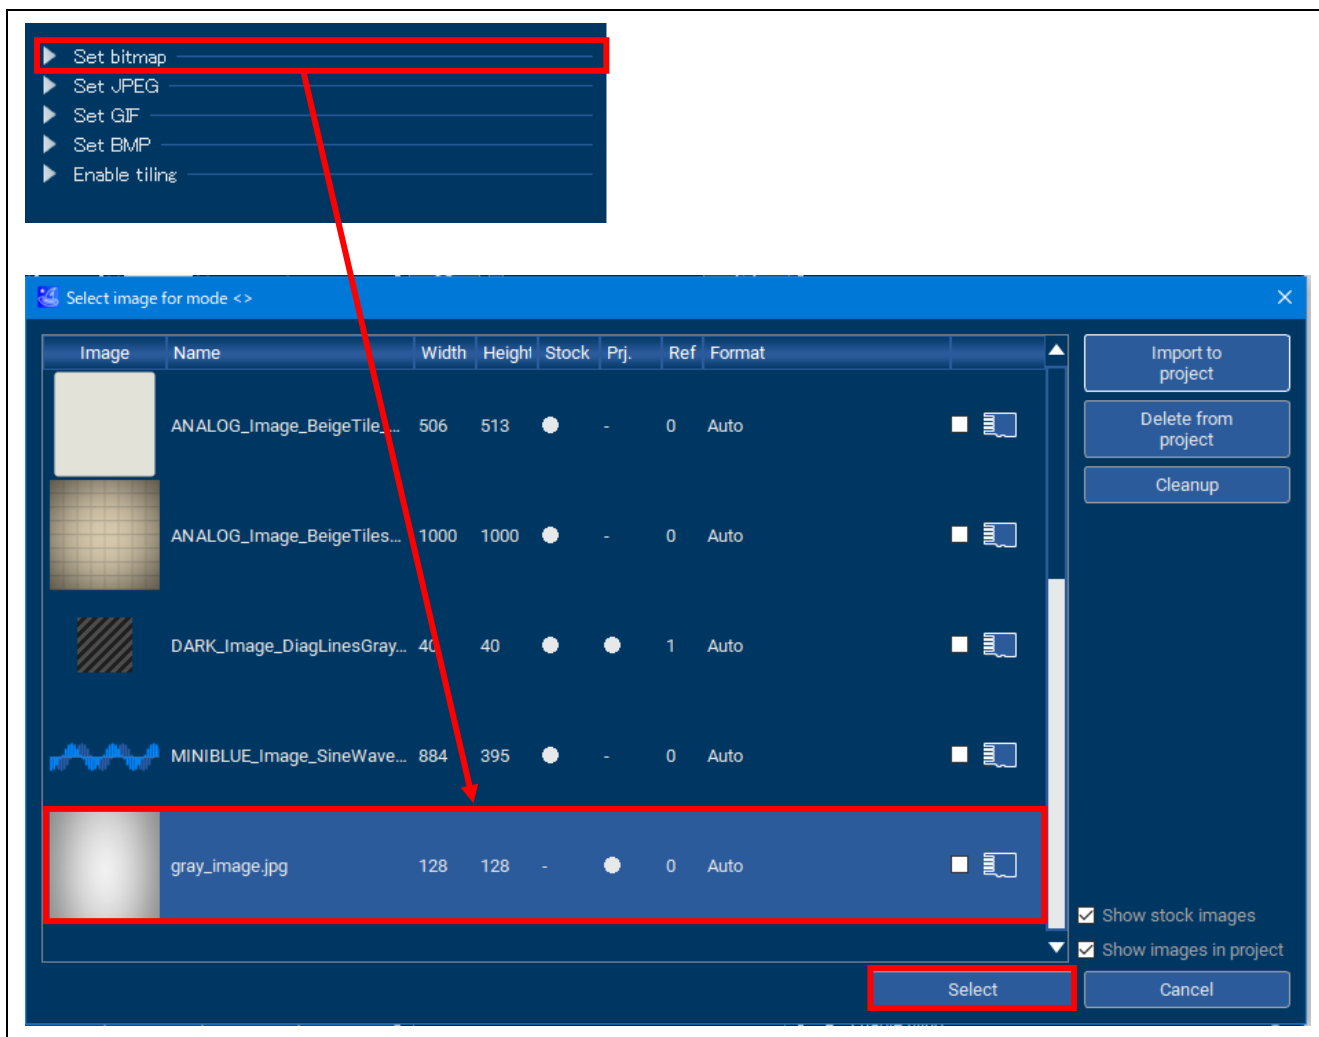 Set bitmap
Set JPEG
Set GIF
Set BMP
Enable tiling
Select image for mode <>
Image Name Width Height Stock Prj. Ref Format
ANALOG_Image_BeigeTile_... 506 513 - 0 Auto
ANALOG_Image_BeigeTiles... 1000 1000 - 0 Auto
DARK_Image_DiagLinesGray... 40 40 1 Auto
MINIBLUE_Image_SineWave... 884 395 - 0 Auto
gray_image.jpg 128 128 - 0 Auto
Import to
project
Delete from
project
Cleanup
Show stock images
Show images in project
Select Cancel